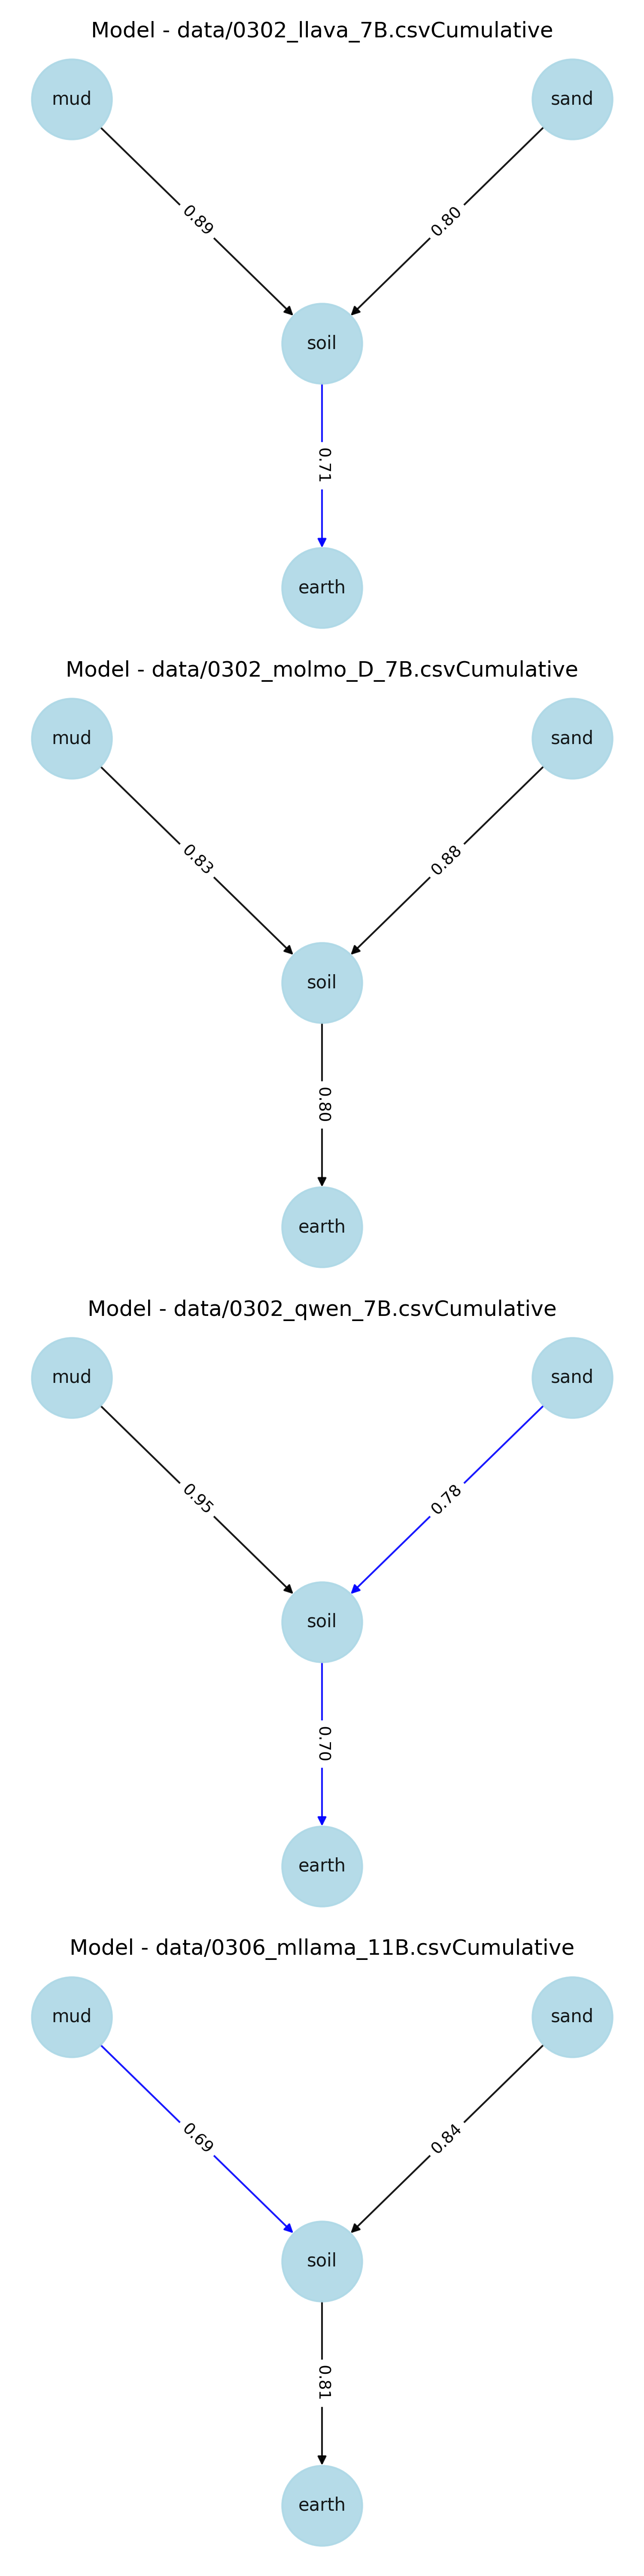 Model - data/0302_llava_7B.csvCumulative
mud
sand
0.89
0.80
soil
0.71
earth
Model - data/0302_molmo_D_7B.csvCumulative
mud
sand
0.83
0.88
soil
0.80
earth
Model - data/0302_qwen_7B.csvCumulative
mud
sand
0.95
0.78
soil
0.70
earth
Model - data/0306_mllama_11B.csvCumulative
mud
sand
0.69
0.84
soil
0.81
earth